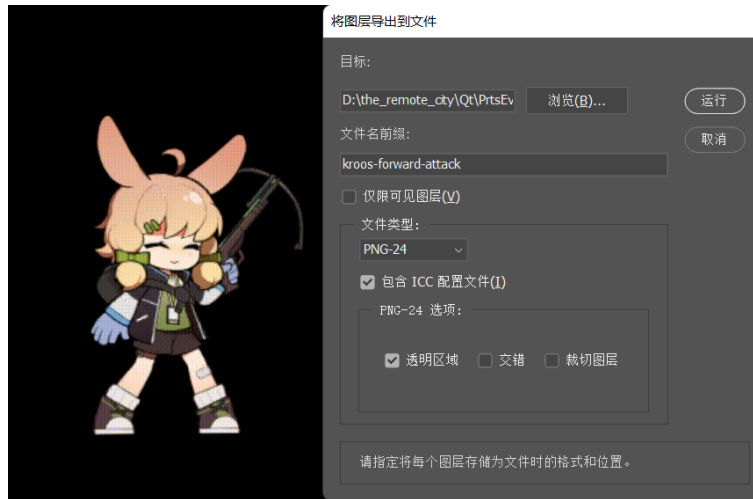 将图层导出到文件
目标:
D:\the_remote_city\Qt\PrtsEv
浏览(B)...
运行
文件名前缀:
取消
kroos-forward-attack
仅限可见图层(V)
文件类型:
PNG-24
包含 ICC 配置文件(I)
PNG-24 选项:
透明区域 交错 裁切图层
请指定将每个图层存储为文件时的格式和位置。